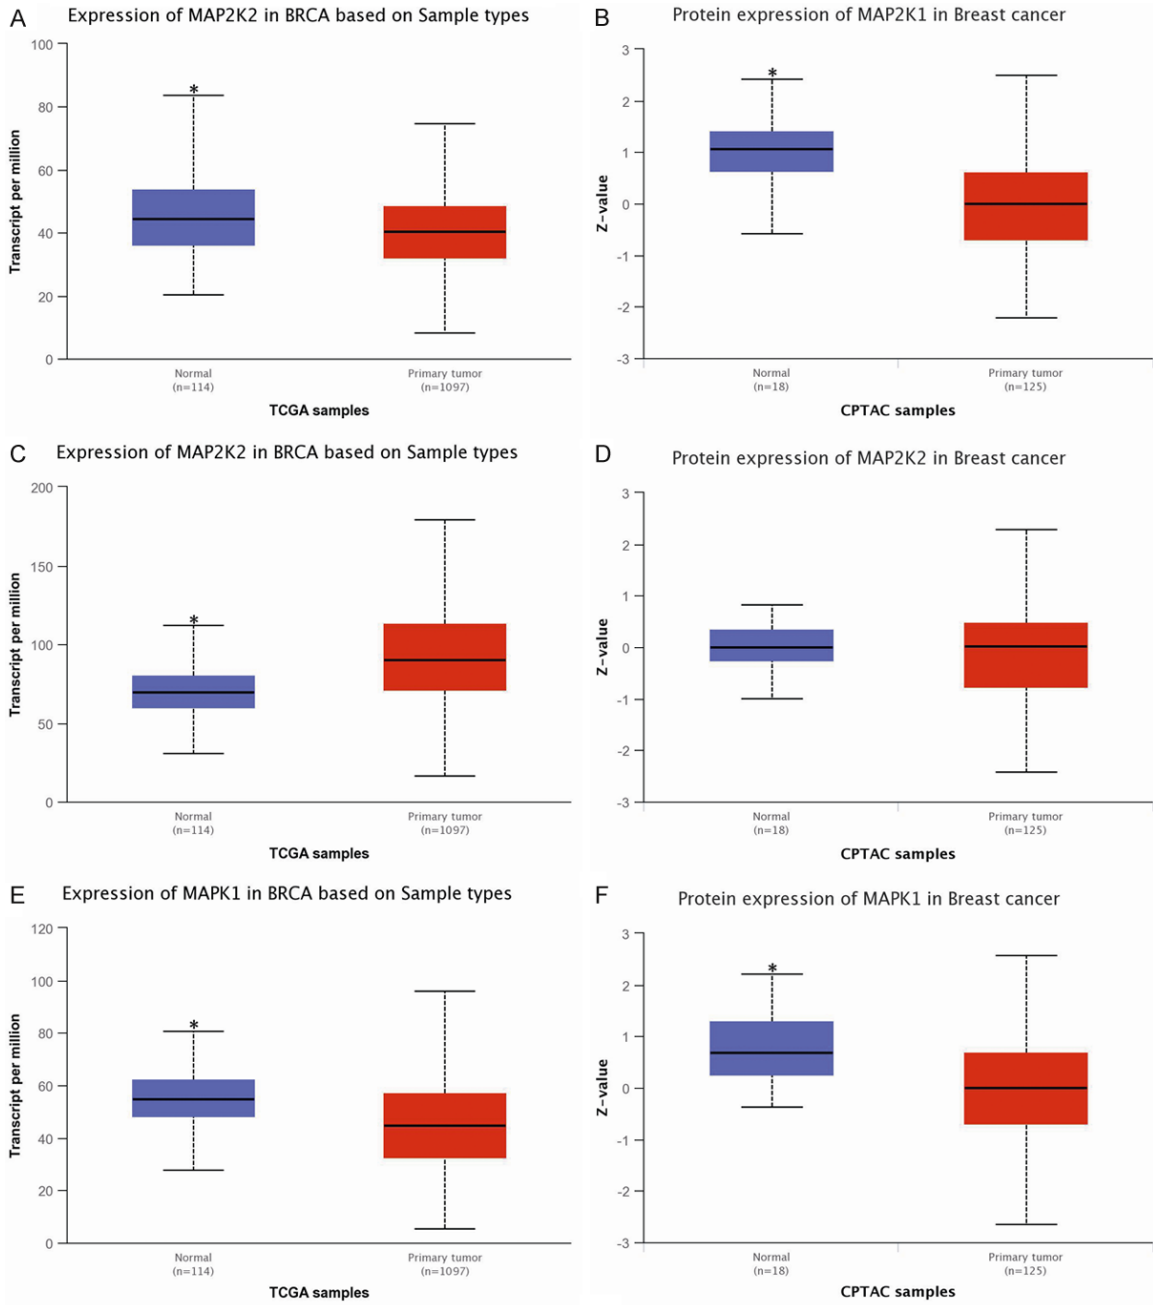 A
Expression of MAP2K2 in BRCA based on Sample types
100
80
60
40
20
0
Transcript per million
*
Normal
(n=114)
Primary tumor
(n=1097)
TCGA samples
B
Protein expression of MAP2K1 in Breast cancer
3
2
1
0
-1
-2
-3
Z-value
*
Normal
(n=18)
Primary tumor
(n=125)
CPTAC samples
C
Expression of MAP2K2 in BRCA based on Sample types
200
150
100
50
0
Transcript per million
*
Normal
(n=114)
Primary tumor
(n=1097)
TCGA samples
D
Protein expression of MAP2K2 in Breast cancer
3
2
1
0
-1
-2
-3
Z-value
Normal
(n=18)
Primary tumor
(n=125)
CPTAC samples
E
Expression of MAPK1 in BRCA based on Sample types
120
100
80
60
40
20
0
Transcript per million
*
Normal
(n=114)
Primary tumor
(n=1097)
TCGA samples
F
Protein expression of MAPK1 in Breast cancer
3
2
1
0
-1
-2
-3
Z-value
*
Normal
(n=18)
Primary tumor
(n=125)
CPTAC samples